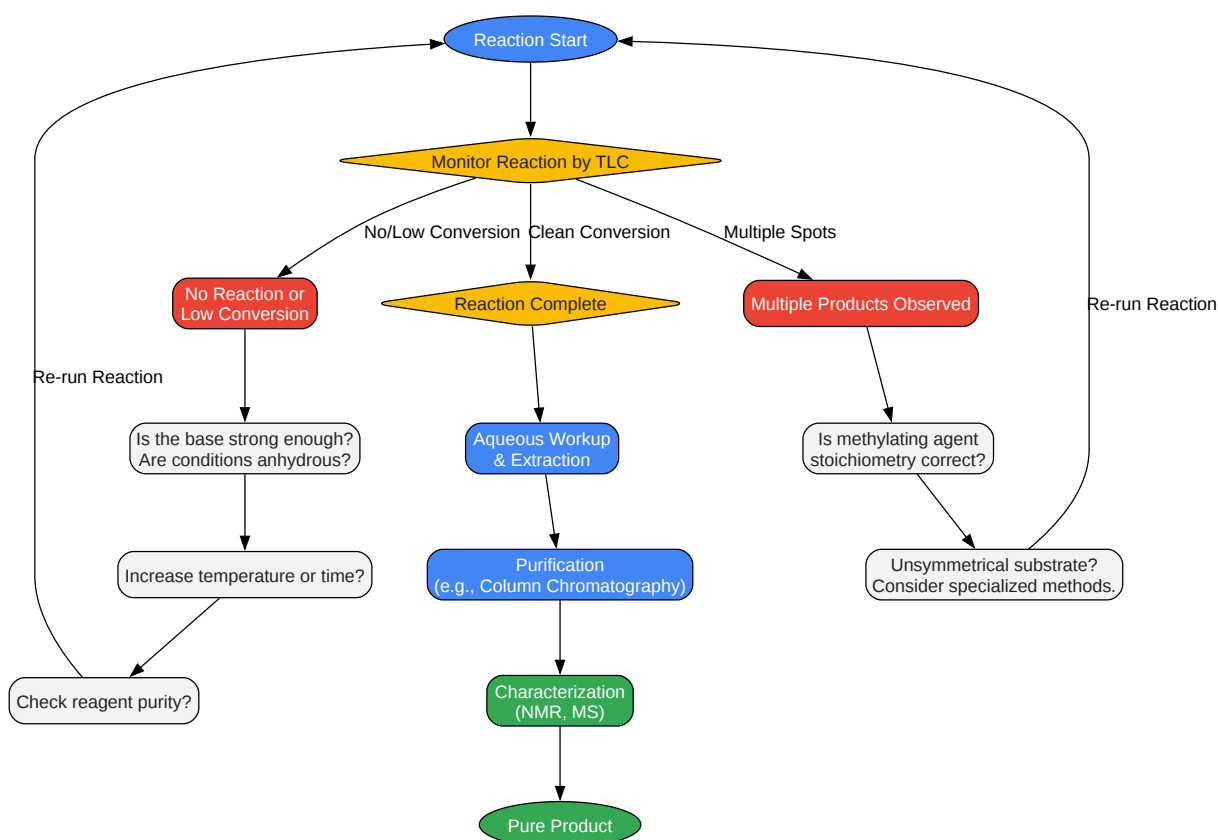 Reaction Start
Monitor Reaction by TLC
No/Low Conversion
Clean Conversion
Multiple Spots
No Reaction or
Low Conversion
Reaction Complete
Multiple Products Observed
Re-run Reaction
Re-run Reaction
Is the base strong enough?
Are conditions anhydrous?
Aqueous Workup
& Extraction
Is methylating agent
stoichiometry correct?
Increase temperature or time?
Purification
(e.g., Column Chromatography)
Unsymmetrical substrate?
Consider specialized methods.
Check reagent purity?
Characterization
(NMR, MS)
Pure Product